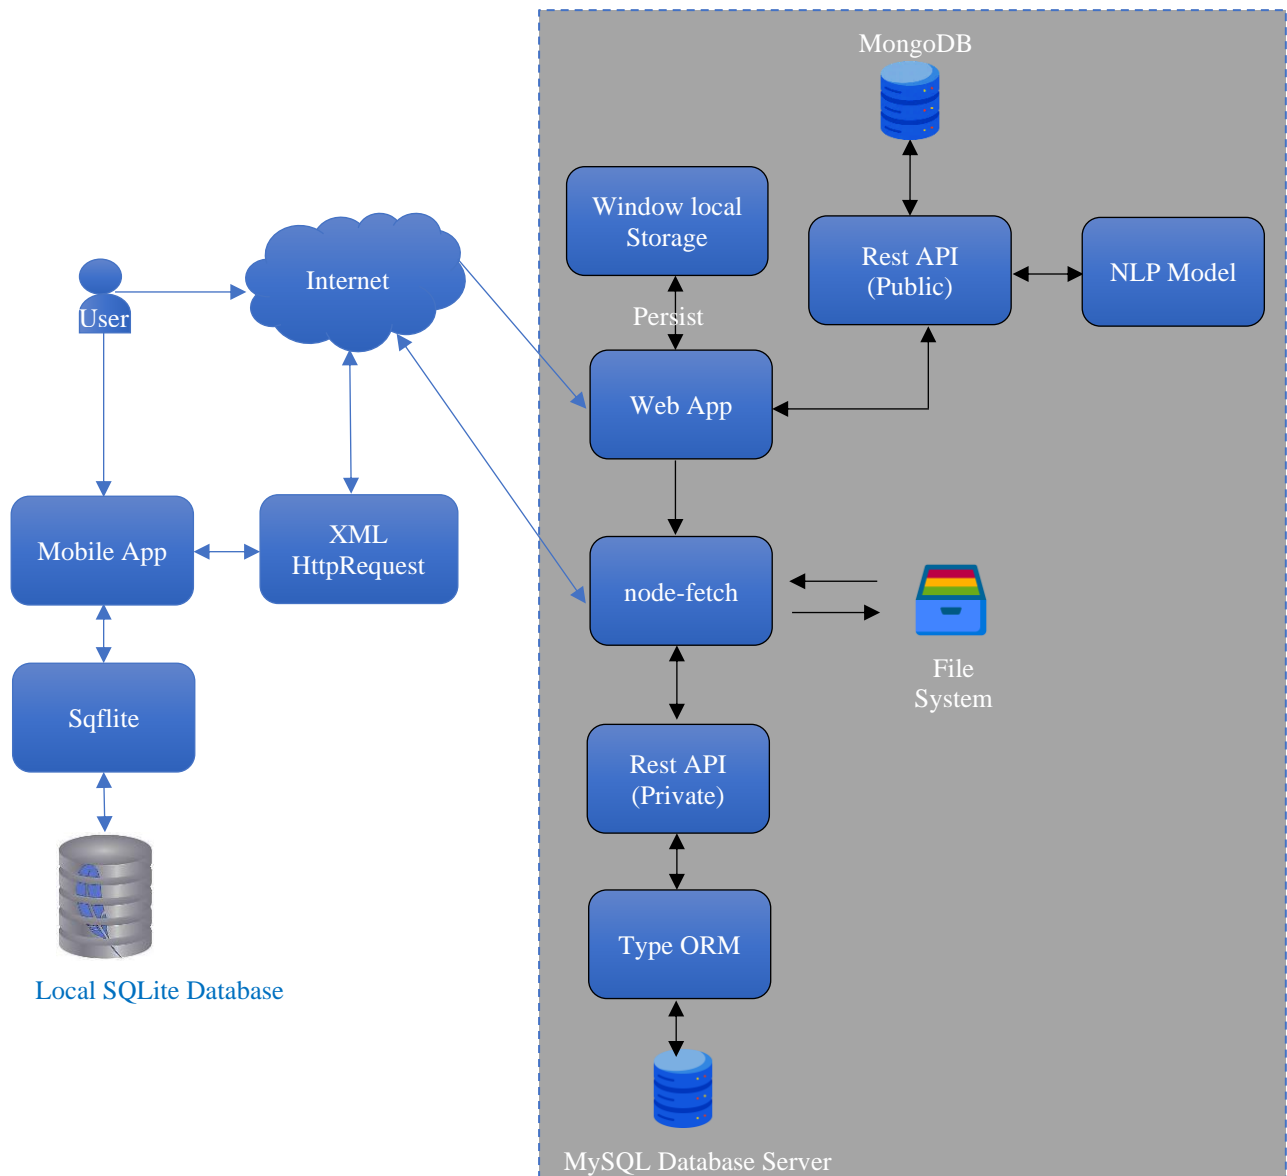 MongoDB
Window local
Storage
Rest API
(Public)
NLP Model
Internet
User
Persist
Web App
Mobile App
XML
HttpRequest
node-fetch
File
System
Sqflite
Rest API
(Private)
Type ORM
Local SQLite Database
MySQL Database Server